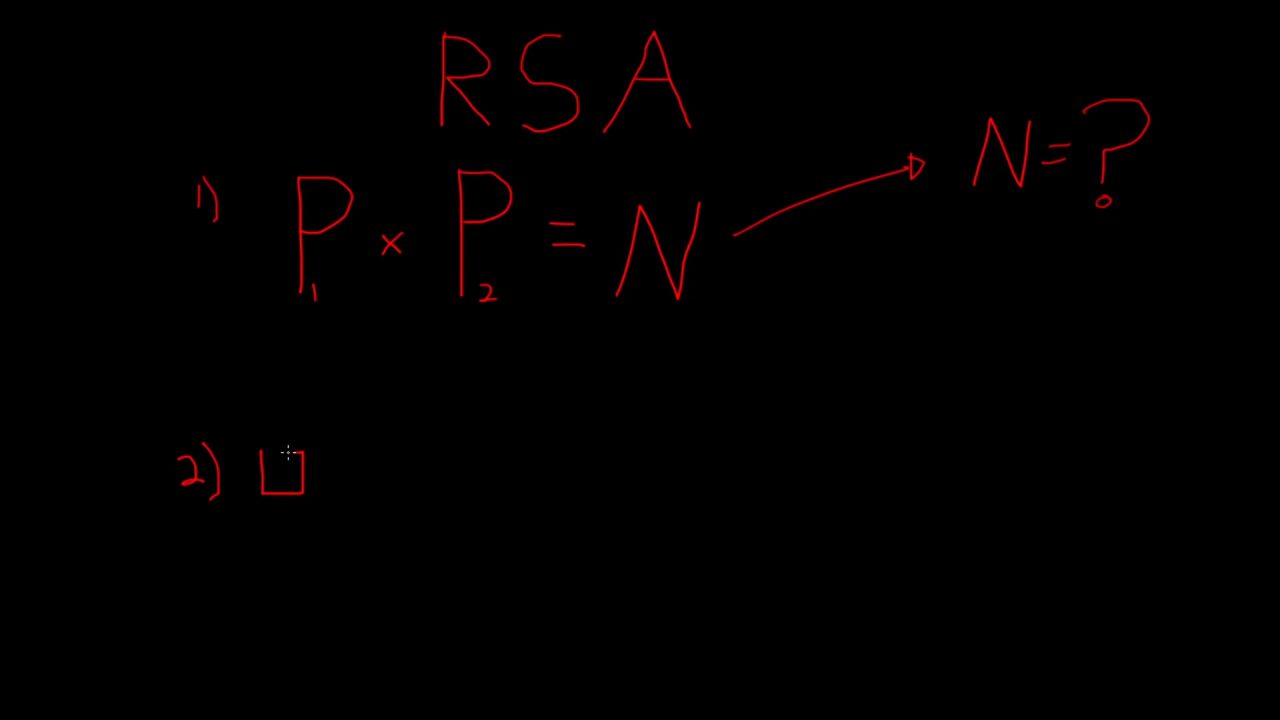 RSA
1) P₁ × P₂ = N → N = ?
2)